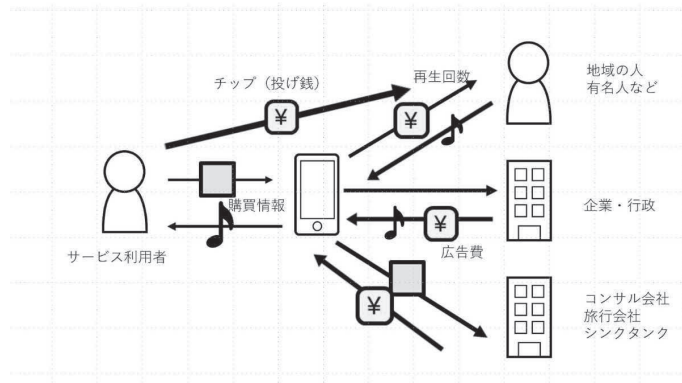 チップ（投げ銭）
再生回数
地域の人
有名人など
¥
¥
購買情報
サービス利用者
¥
広告費
企業・行政
¥
コンサル会社
旅行会社
シンクタンク